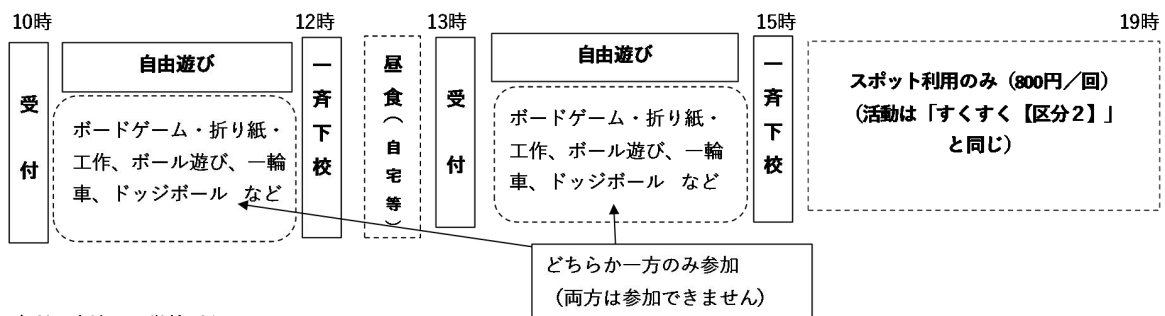 10時
12時
13時
15時
19時
受付
自由遊び
ボードゲーム・折り紙・
工作、ボール遊び、一輪
車、ドッジボール など
一斉下校
昼食(自宅等)
受付
自由遊び
ボードゲーム・折り紙・
工作、ボール遊び、一輪
車、ドッジボール など
一斉下校
スポット利用のみ（800円／回）
（活動は「すくすく【区分２】」
と同じ）
どちらか一方のみ参加
（両方は参加できません）